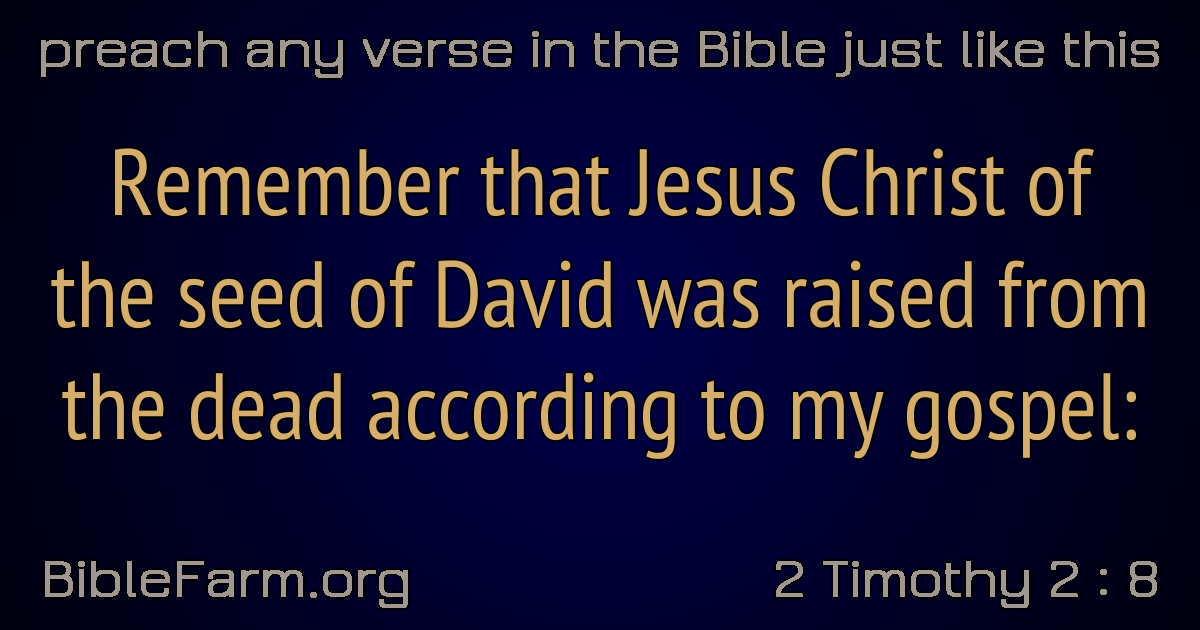 preach any verse in the Bible just like this
Remember that Jesus Christ of
the seed of David was raised from
the dead according to my gospel:
BibleFarm.org
2 Timothy 2 : 8